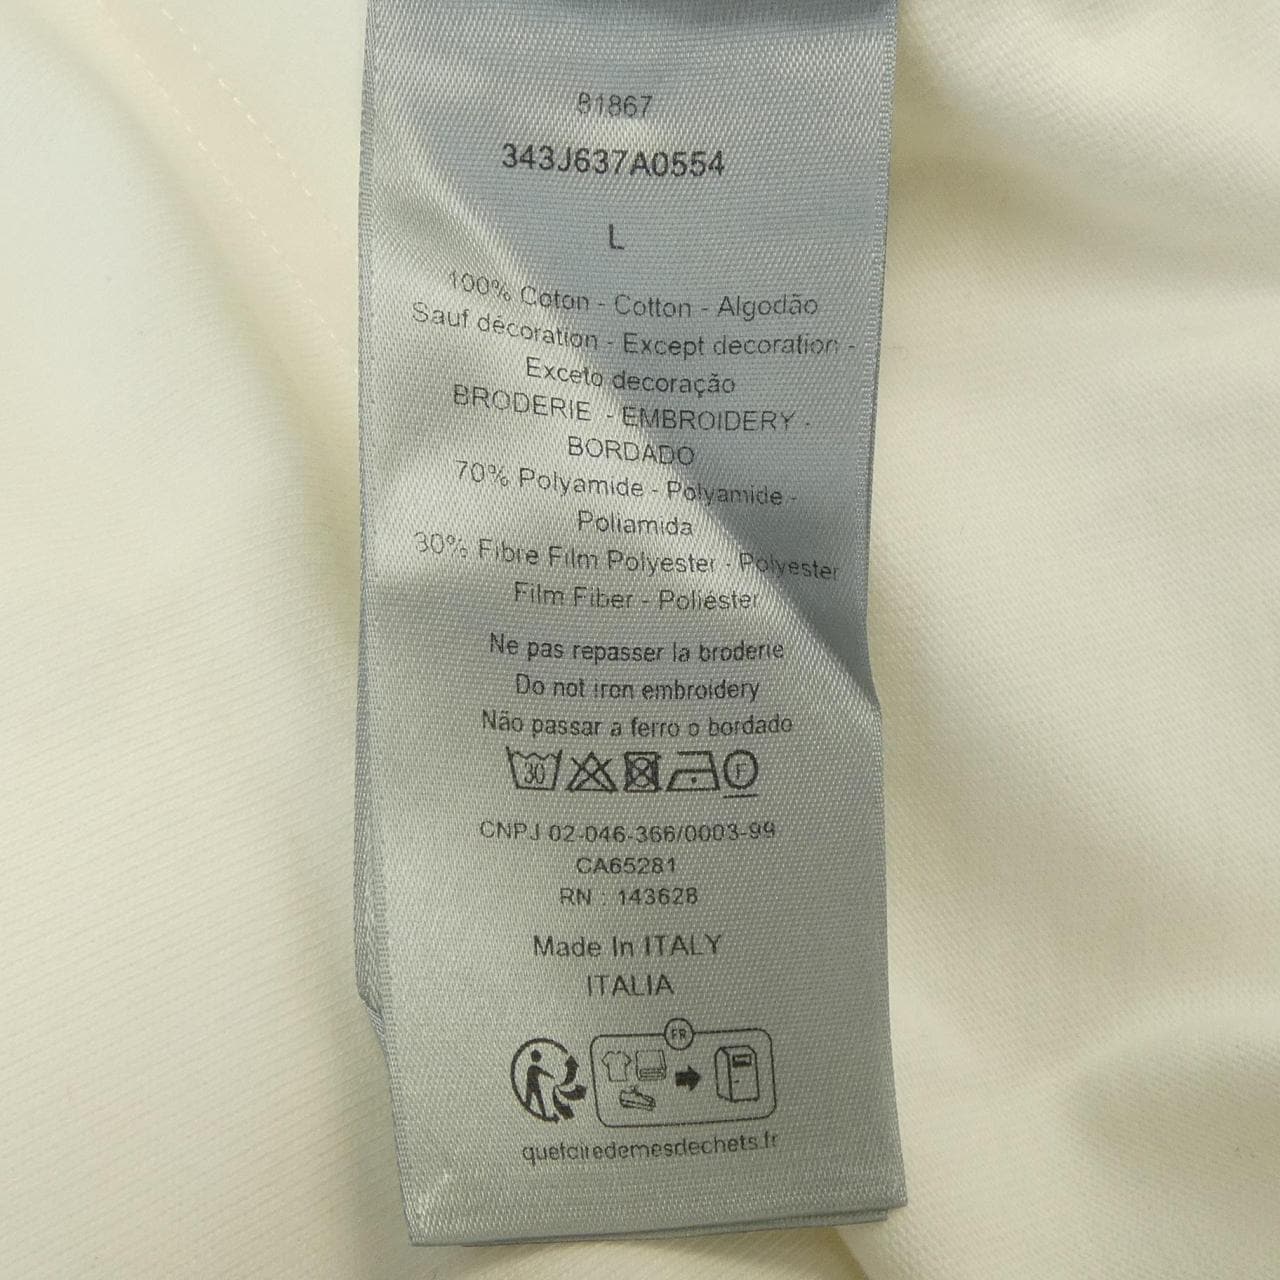 81867
343J637A0554
L
100% Coton - Cotton - Algodão
Sauf décoration - Except decoration -
Exceto decoração
BRODERIE - EMBROIDERY -
BORDADO
70% Polyamide - Polyamide -
Poliamida
30% Fibre Film Polyester - Polyester
Film Fiber - Poliéster
Ne pas repasser la broderie
Do not iron embroidery
Não passar a ferro o bordado
30 F
CNPJ 02-046-366/0003-99
CA65281
RN : 143628
Made In ITALY
ITALIA
FR
quefairedemesdechets.fr